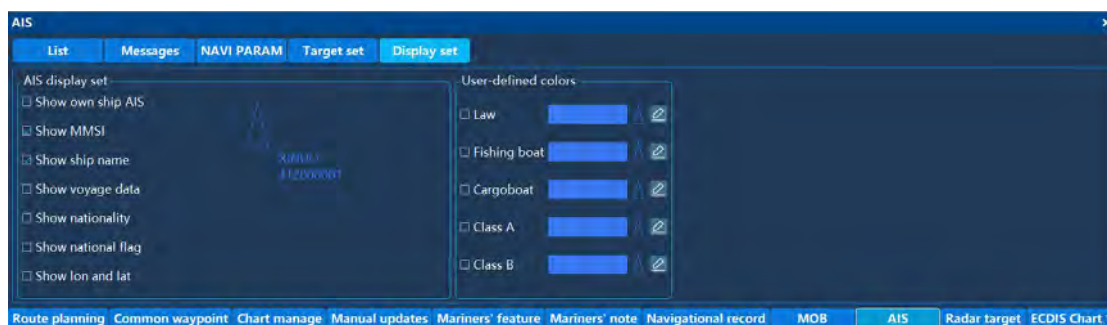 AIS
List Messages NAVI PARAM Target set Display set
AIS display set
Show own ship AIS
Show MMSI
Show ship name
Show voyage data
Show nationality
Show national flag
Show lon and lat
User-defined colors
Law
Fishing boat
Cargoboat
Class A
Class B
Route planning Common waypoint Chart manage Manual updates Mariners' feature Mariners' note Navigational record MOB AIS Radar target ECDIS Chart